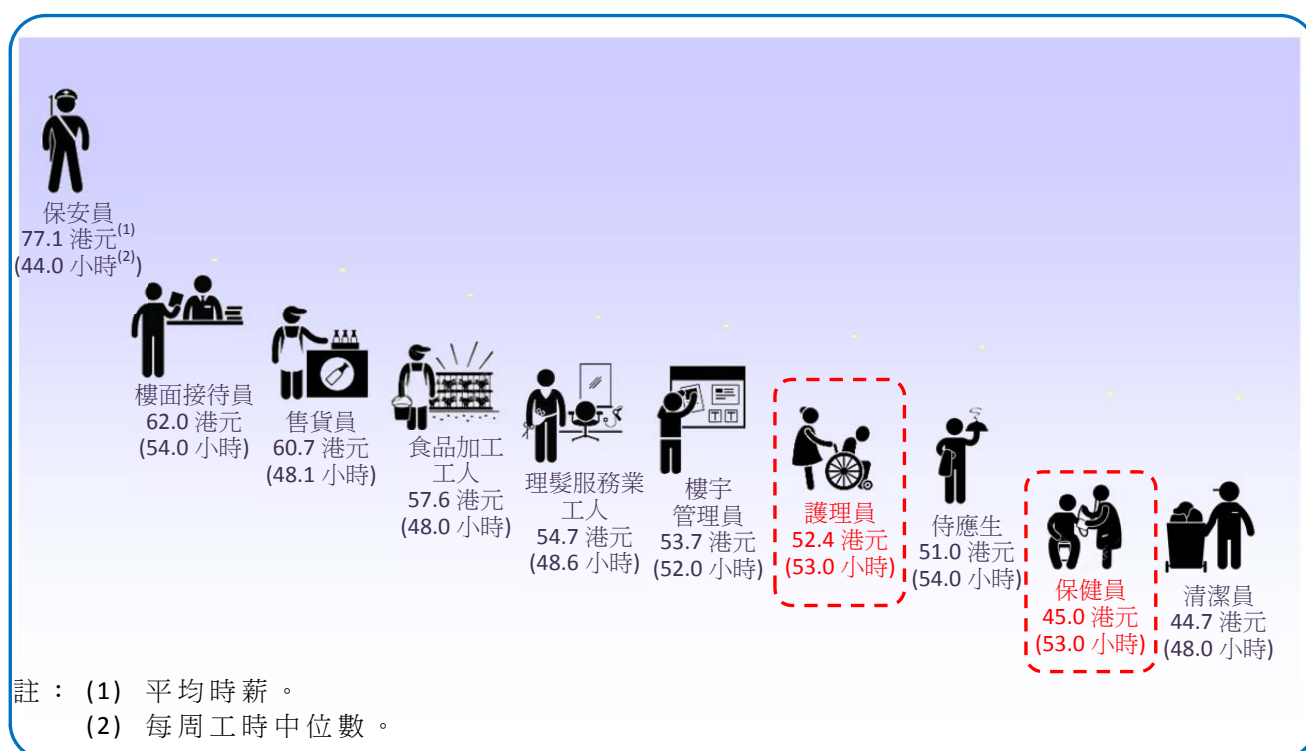 保安員
77.1 港元(1)
(44.0 小時(2))
樓面接待員
62.0 港元
(54.0 小時)
售貨員
60.7 港元
(48.1 小時)
食品加工
工人
57.6 港元
(48.0 小時)
理髮服務業
工人
54.7 港元
(48.6 小時)
樓宇
管理員
53.7 港元
(52.0 小時)
護理員
52.4 港元
(53.0 小時)
侍應生
51.0 港元
(54.0 小時)
保健員
45.0 港元
(53.0 小時)
清潔員
44.7 港元
(48.0 小時)
註：(1) 平均時薪。
(2) 每周工時中位數。